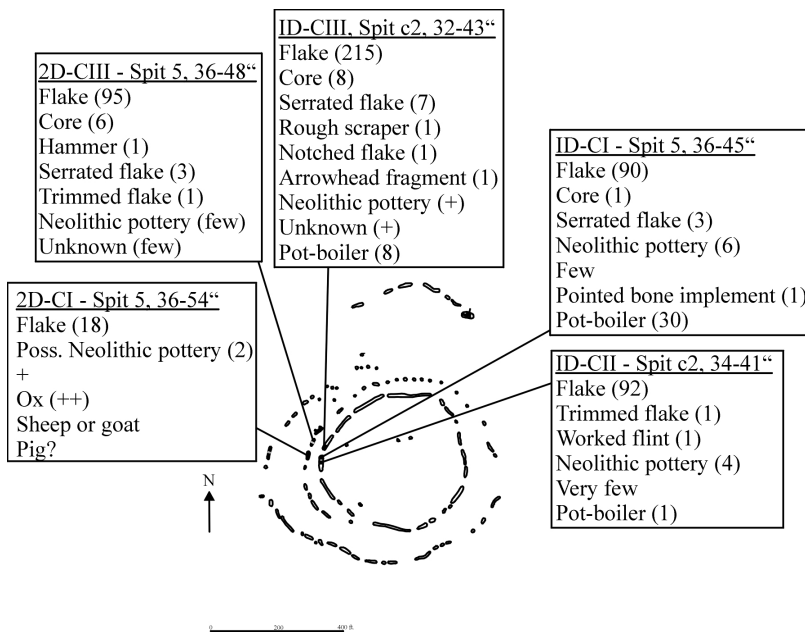 ID-CIII, Spit c2, 32-43“
Flake (215)
Core (8)
Serrated flake (7)
Rough scraper (1)
Notched flake (1)
Arrowhead fragment (1)
Neolithic pottery (+)
Unknown (+)
Pot-boiler (8)
2D-CIII - Spit 5, 36-48“
Flake (95)
Core (6)
Hammer (1)
Serrated flake (3)
Trimmed flake (1)
Neolithic pottery (few)
Unknown (few)
ID-CI - Spit 5, 36-45“
Flake (90)
Core (1)
Serrated flake (3)
Neolithic pottery (6)
Few
Pointed bone implement (1)
Pot-boiler (30)
2D-CI - Spit 5, 36-54“
Flake (18)
Poss. Neolithic pottery (2)
+
Ox (++)
Sheep or goat
Pig?
ID-CII - Spit c2, 34-41“
Flake (92)
Trimmed flake (1)
Worked flint (1)
Neolithic pottery (4)
Very few
Pot-boiler (1)
N
0 200 400 ft.